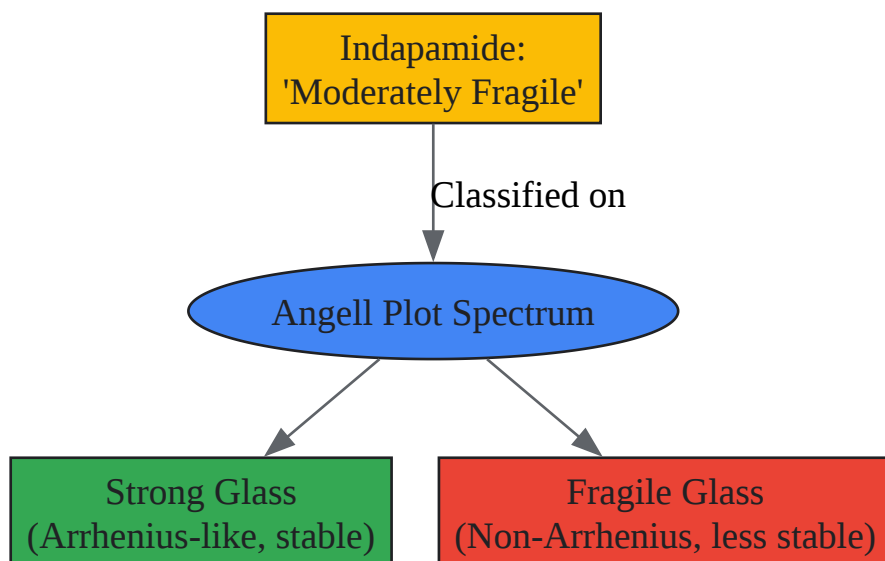 Indapamide:
'Moderately Fragile'
Classified on
Angell Plot Spectrum
Strong Glass
(Arrhenius-like, stable)
Fragile Glass
(Non-Arrhenius, less stable)